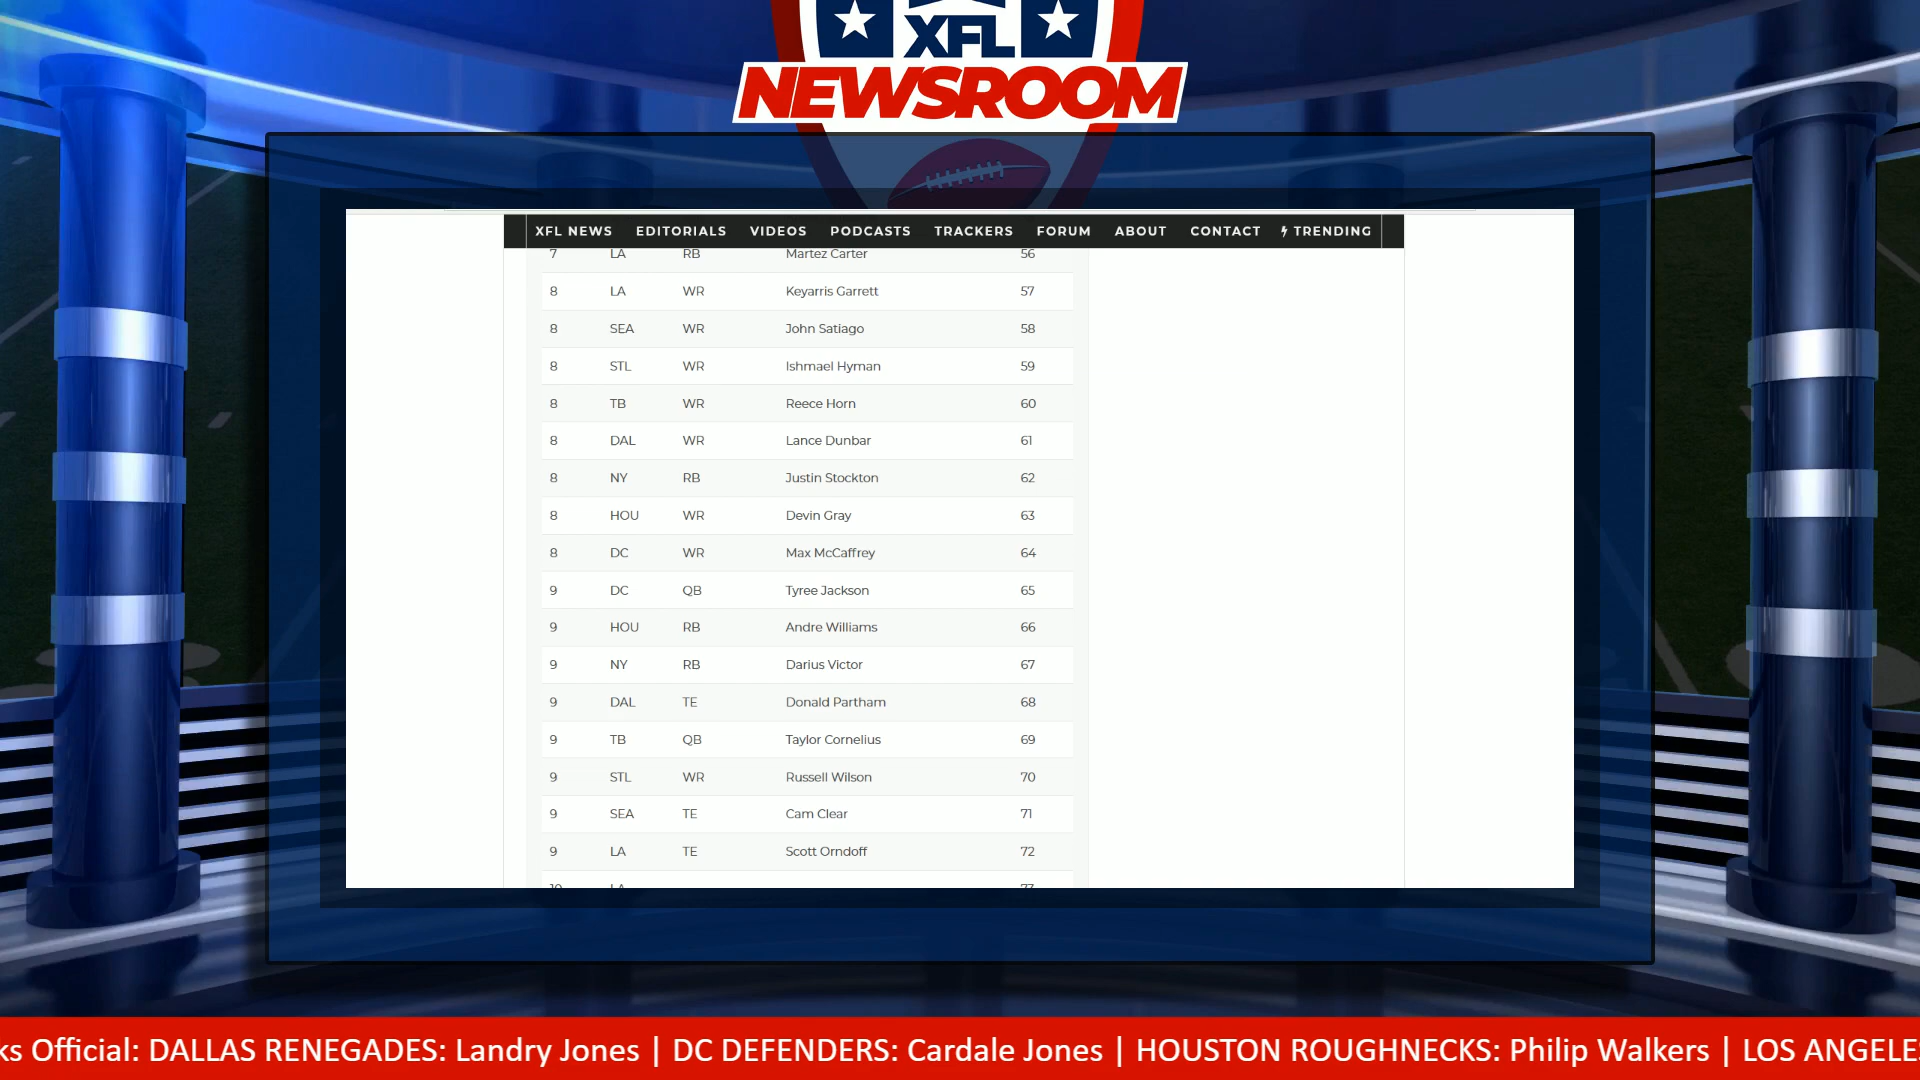 XFL
NEWSROOM
XFL NEWS EDITORIALS VIDEOS PODCASTS TRACKERS FORUM ABOUT CONTACT TRENDING
7 LA RB Martez Carter 56
8 LA WR Keyarris Garrett 57
8 SEA WR John Satiago 58
8 STL WR Ishmael Hyman 59
8 TB WR Reece Horn 60
8 DAL WR Lance Dunbar 61
8 NY RB Justin Stockton 62
8 HOU WR Devin Gray 63
8 DC WR Max McCaffrey 64
9 DC QB Tyree Jackson 65
9 HOU RB Andre Williams 66
9 NY RB Darius Victor 67
9 DAL TE Donald Partham 68
9 TB QB Taylor Cornelius 69
9 STL WR Russell Wilson 70
9 SEA TE Cam Clear 71
9 LA TE Scott Orndoff 72
10 LA 73
ks Official: DALLAS RENEGADES: Landry Jones | DC DEFENDERS: Cardale Jones | HOUSTON ROUGHNECKS: Philip Walkers | LOS ANGELE